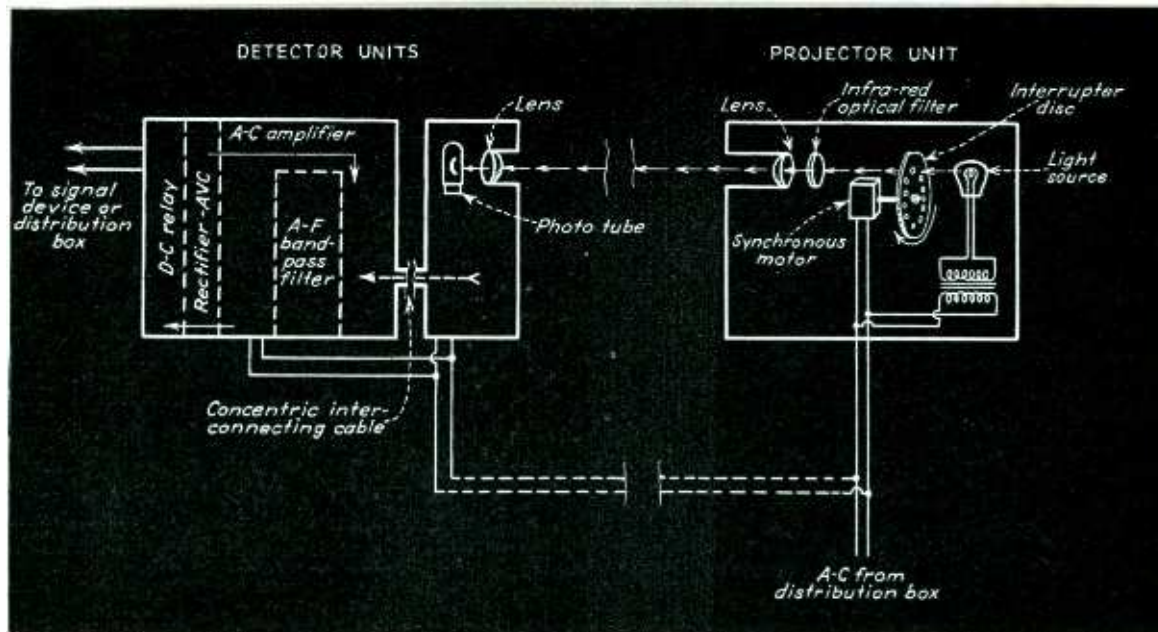 DETECTOR UNITS
PROJECTOR UNIT
Lens
Lens
Infra-red
optical filter
Interrupter
disc
A-C amplifier
Light
source
To signal
device or
distribution
box
D-C relay
Rectifier-AVC
A-F
band-
pass
filter
Photo tube
Synchronous
motor
Concentric inter-
connecting cable
A-C from
distribution box